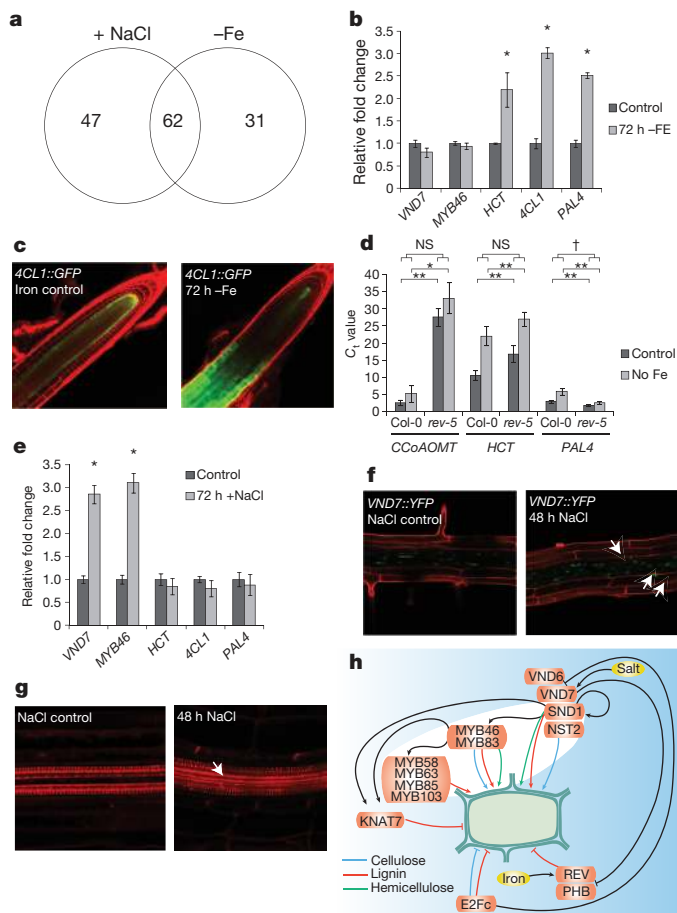 a
+ NaCl
–Fe
47
62
31
b
Relative fold change
3.5
3.0
2.5
2.0
1.5
1.0
0.5
0
*
*
*
Control
72 h –FE
VND7
MYB46
HCT
4CL1
PAL4
c
4CL1::GFP
Iron control
4CL1::GFP
72 h –Fe
d
NS
NS
†
*
**
**
**
**
**
**
Ct value
40
35
30
25
20
15
10
5
0
Control
No Fe
Col-0 rev-5 Col-0 rev-5 Col-0 rev-5
CCoAOMT
HCT
PAL4
e
Relative fold change
3.5
3.0
2.5
2.0
1.5
1.0
0.5
0
*
*
Control
72 h +NaCl
VND7
MYB46
HCT
4CL1
PAL4
f
VND7::YFP
NaCl control
VND7::YFP
48 h NaCl
g
NaCl control
48 h NaCl
h
VND6
VND7
SND1
NST2
Salt
MYB46
MYB83
MYB58
MYB63
MYB85
MYB103
KNAT7
Cellulose
Lignin
Hemicellulose
Iron
REV
PHB
E2Fc